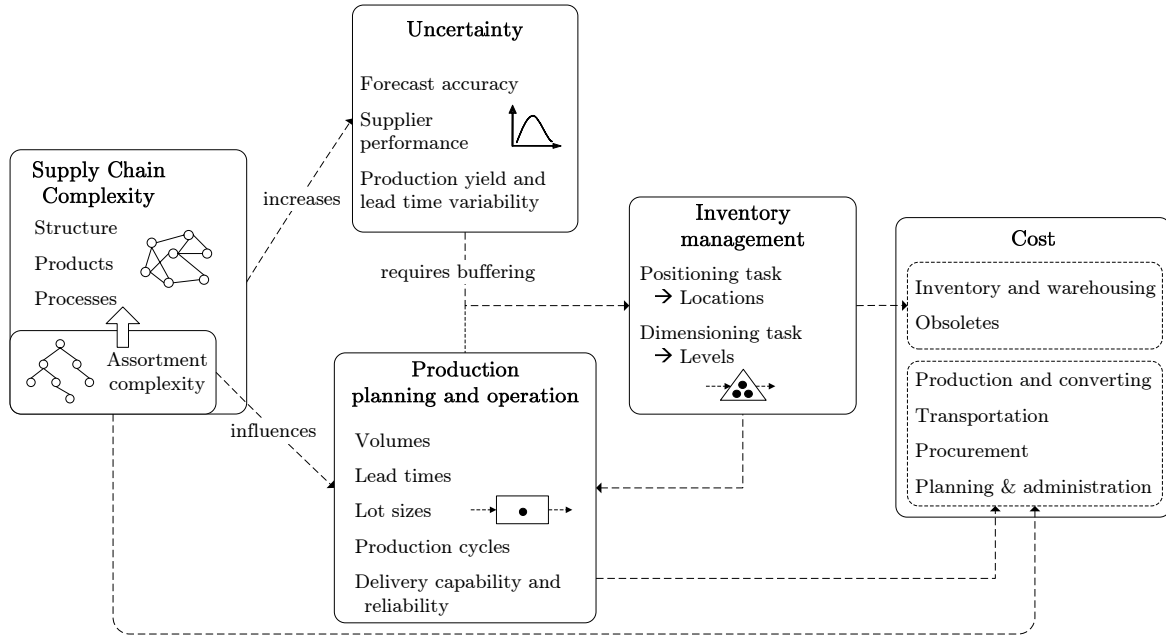 Uncertainty
Forecast accuracy
Supplier
performance
Production yield and
lead time variability
Supply Chain
Complexity
Structure
Products
Processes
Assortment
complexity
increases
influences
requires buffering
Production
planning and operation
Volumes
Lead times
Lot sizes
Production cycles
Delivery capability and
reliability
Inventory
management
Positioning task
→ Locations
Dimensioning task
→ Levels
Cost
Inventory and warehousing
Obsoletes
Production and converting
Transportation
Procurement
Planning & administration